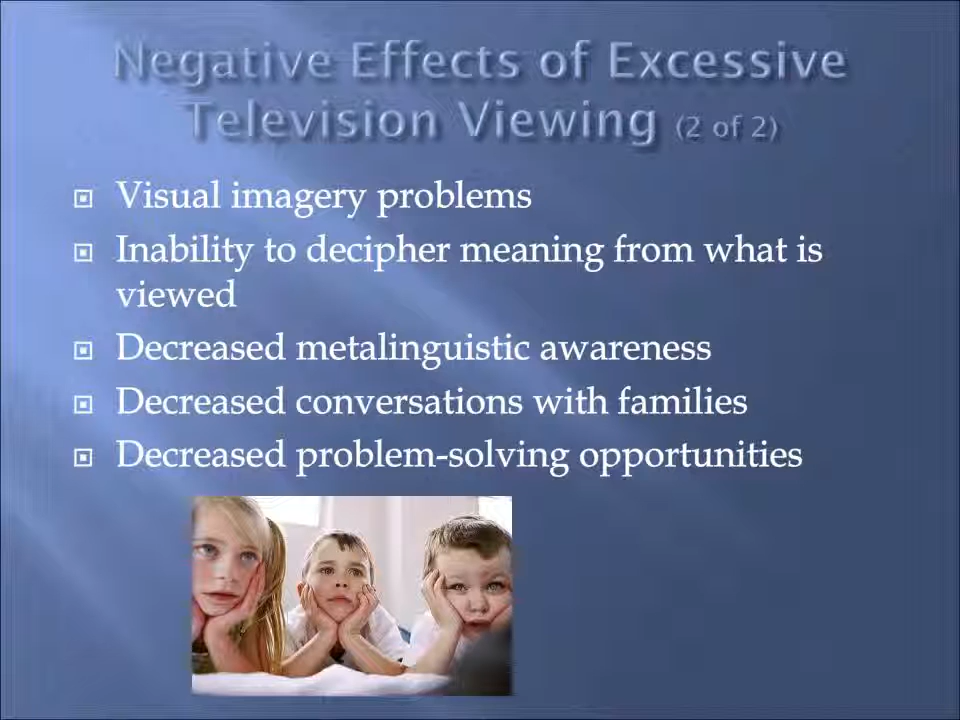 Negative Effects of Excessive
Television Viewing (2 of 2)
Visual imagery problems
Inability to decipher meaning from what is
viewed
Decreased metalinguistic awareness
Decreased conversations with families
Decreased problem-solving opportunities